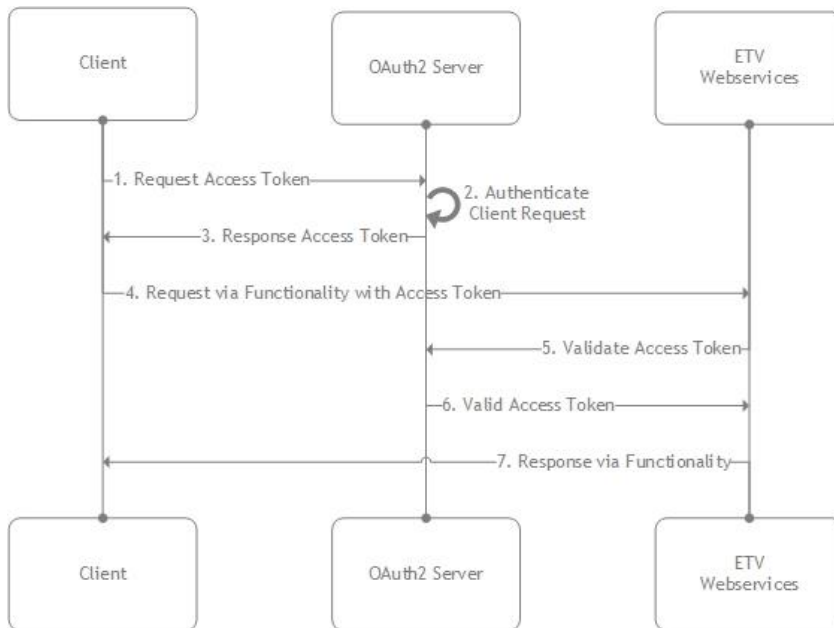 Client
OAuth2 Server
ETV
Webservices
1. Request Access Token
2. Authenticate
Client Request
3. Response Access Token
4. Request via Functionality with Access Token
5. Validate Access Token
6. Valid Access Token
7. Response via Functionality
Client
OAuth2 Server
ETV
Webservices